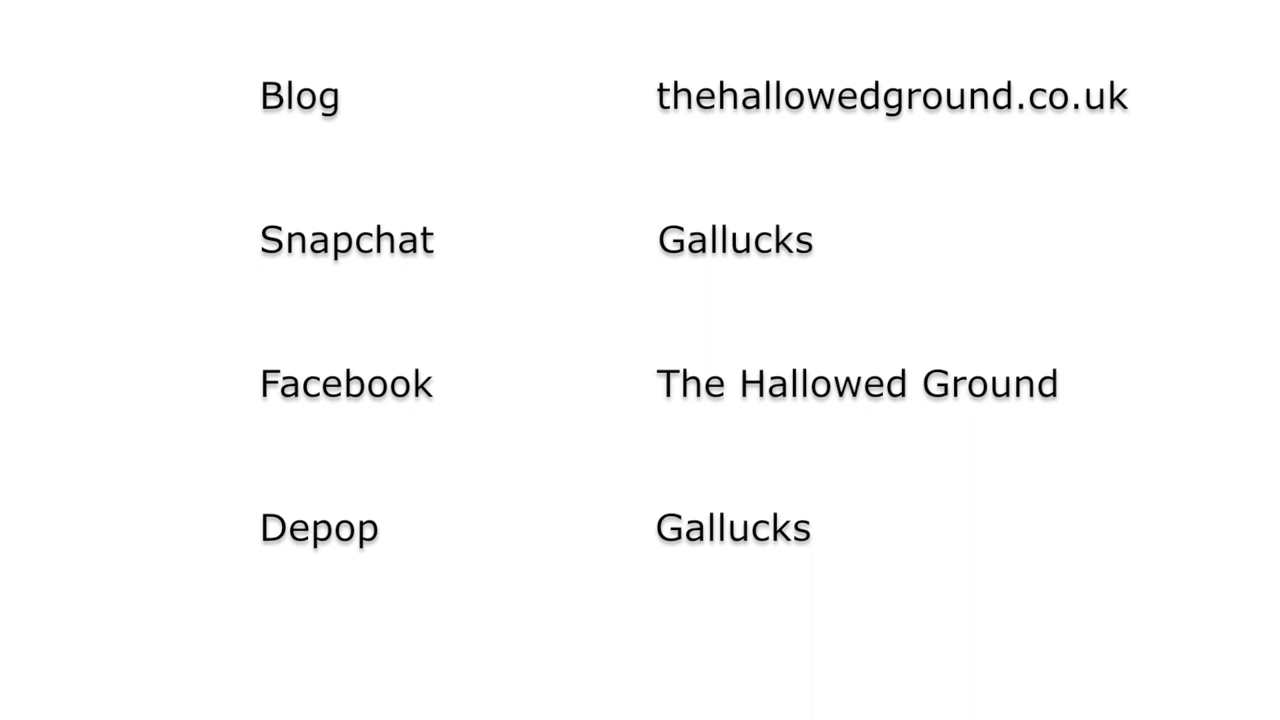 Blog thehallowedground.co.uk
Snapchat Gallucks
Facebook The Hallowed Ground
Depop Gallucks